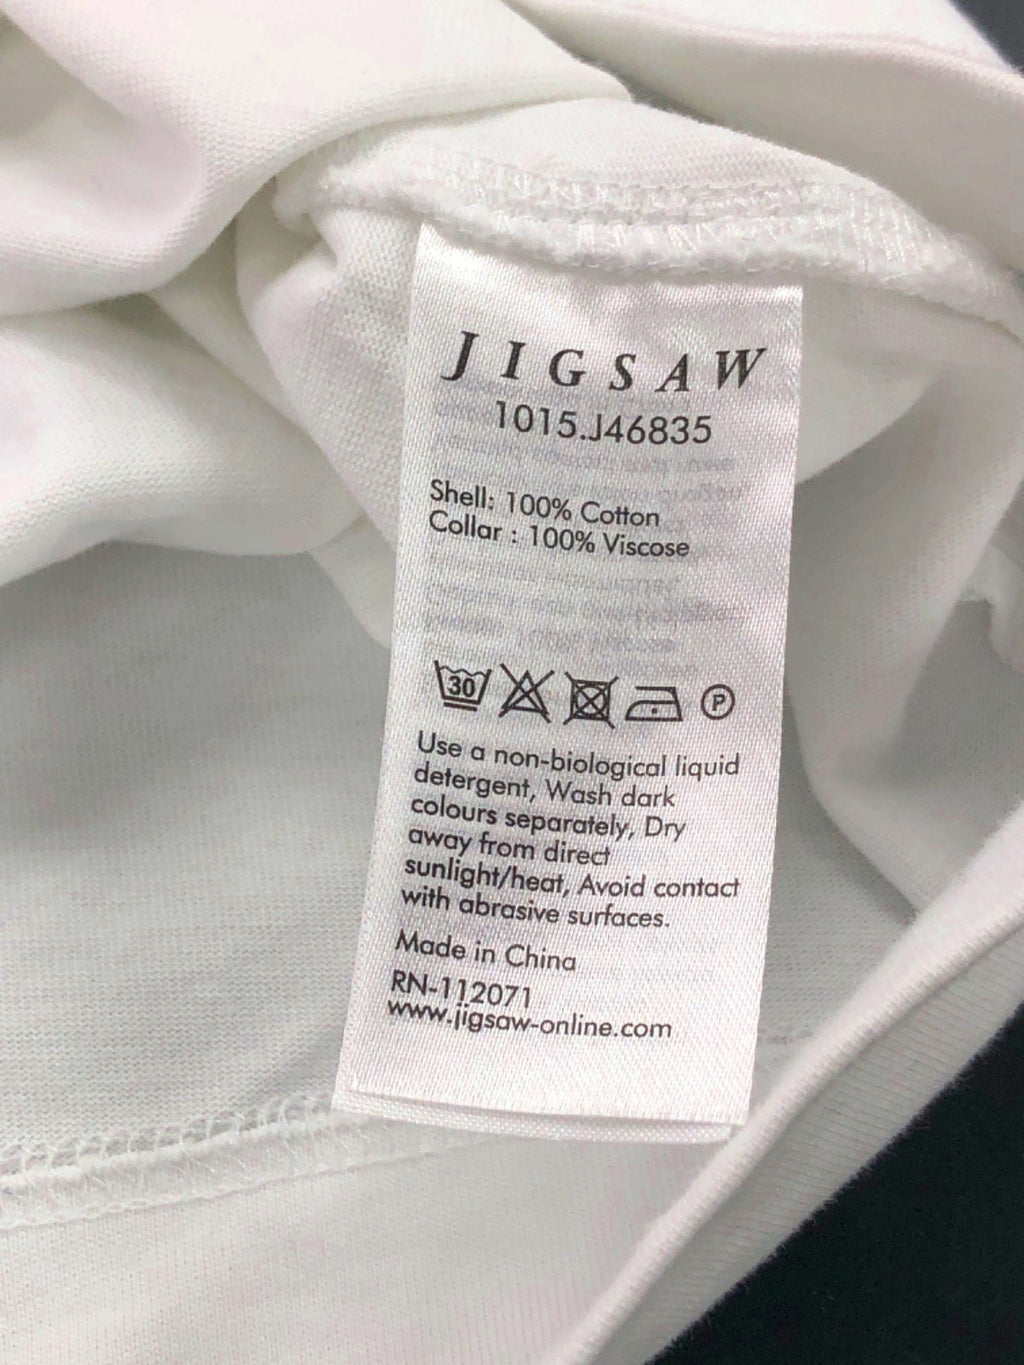 JIGSAW
1015.J46835
Shell: 100% Cotton
Collar : 100% Viscose
30
P
Use a non-biological liquid
detergent, Wash dark
colours separately, Dry
away from direct
sunlight/heat, Avoid contact
with abrasive surfaces.
Made in China
RN-112071
www.jigsaw-online.com